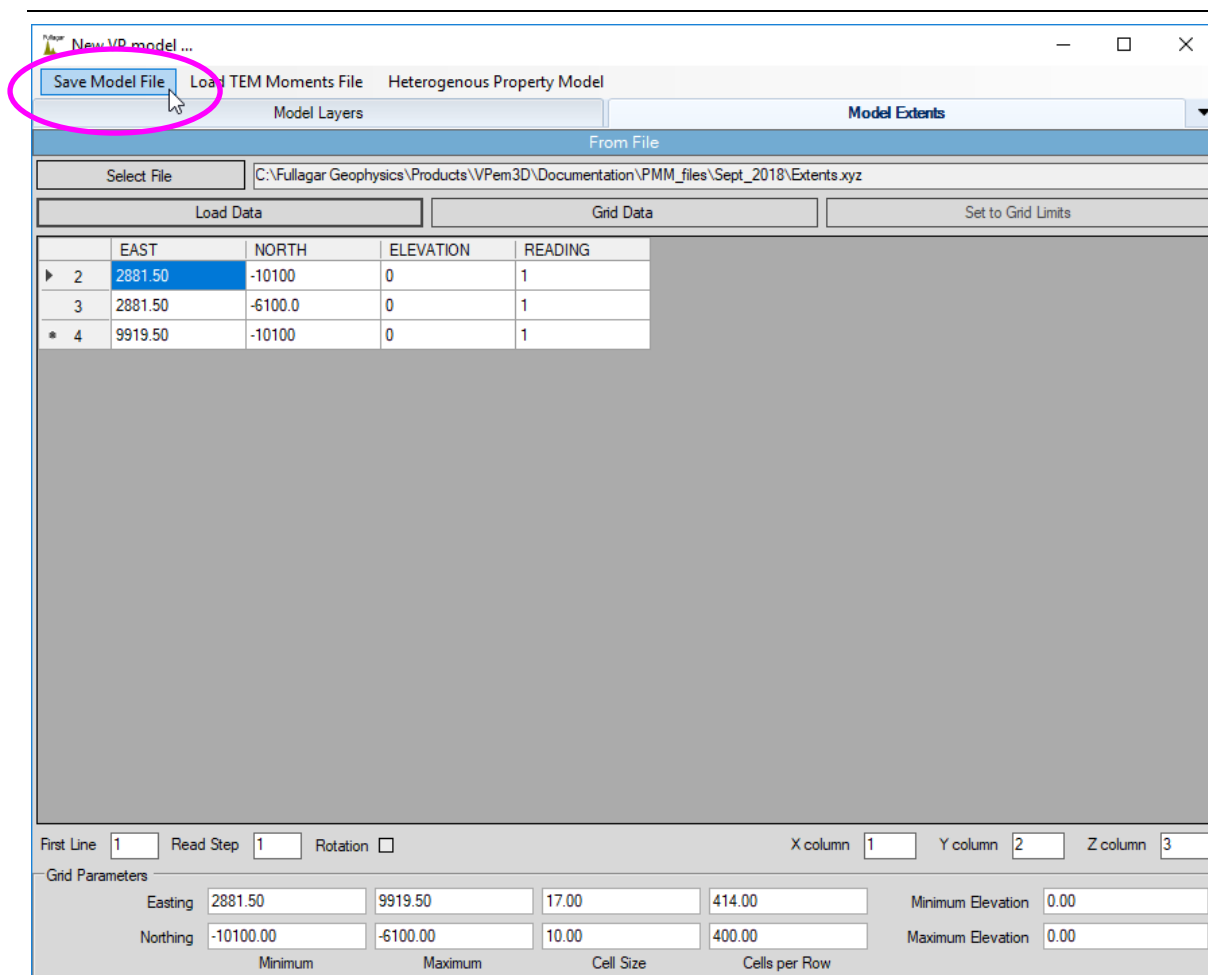 Fullagar
New VP model ...
Save Model File Load TEM Moments File Heterogenous Property Model
Model Layers Model Extents
From File
Select File C:\Fullagar Geophysics\Products\VPem3D\Documentation\PMM_files\Sept_2018\Extents.xyz
Load Data Grid Data Set to Grid Limits
EAST NORTH ELEVATION READING
2 2881.50 -10100 0 1
3 2881.50 -6100.0 0 1
* 4 9919.50 -10100 0 1
First Line 1 Read Step 1 Rotation X column 1 Y column 2 Z column 3
Grid Parameters
Easting 2881.50 9919.50 17.00 414.00 Minimum Elevation 0.00
Northing -10100.00 -6100.00 10.00 400.00 Maximum Elevation 0.00
Minimum Maximum Cell Size Cells per Row